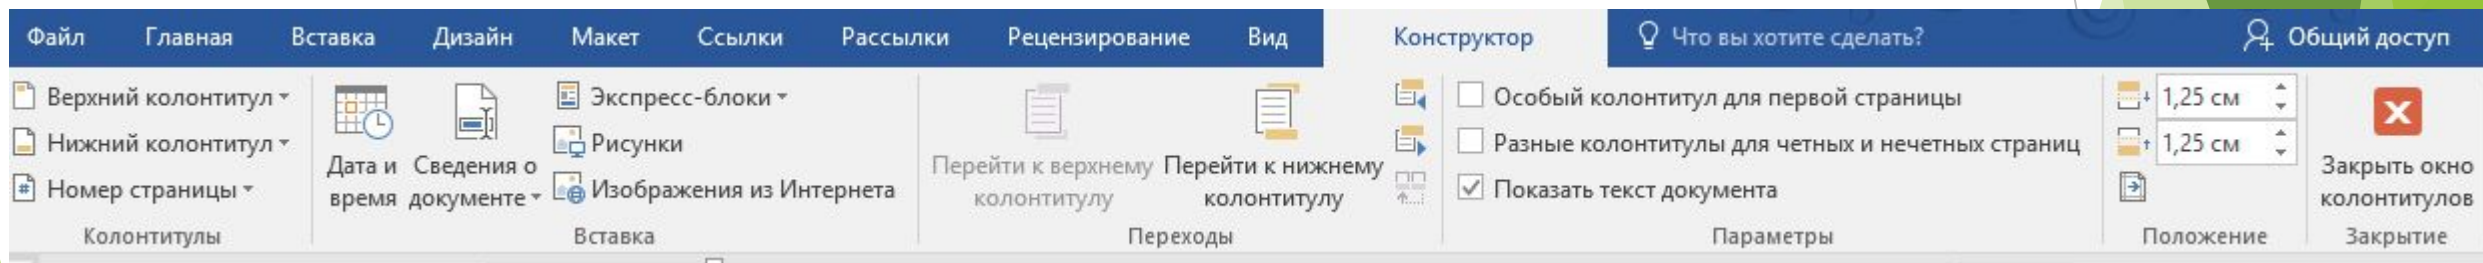 Файл Главная Вставка Дизайн Макет Ссылки Рассылки Рецензирование Вид Конструктор Что вы хотите сделать? Общий доступ
Верхний колонтитул
Нижний колонтитул
Номер страницы
Колонтитулы
Дата и
время
Сведения о
документе
Экспресс-блоки
Рисунки
Изображения из Интернета
Вставка
Перейти к верхнему
колонтитулу
Перейти к нижнему
колонтитулу
Переходы
Особый колонтитул для первой страницы
Разные колонтитулы для четных и нечетных страниц
Показать текст документа
Параметры
1,25 см
1,25 см
Положение
Закрыть окно
колонтитулов
Закрытие